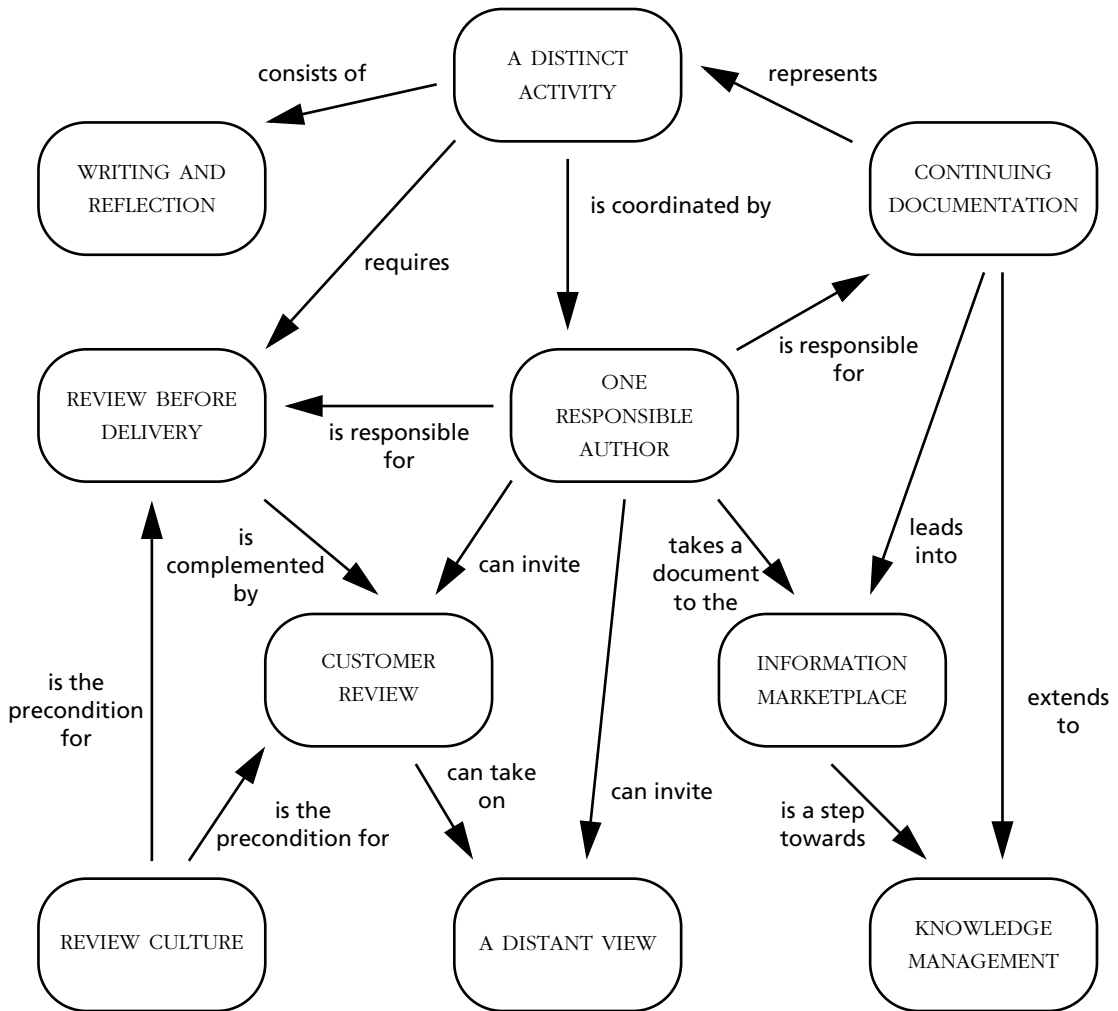 A DISTINCT
ACTIVITY
consists of
represents
WRITING AND
REFLECTION
CONTINUING
DOCUMENTATION
is coordinated by
requires
is responsible
for
REVIEW BEFORE
DELIVERY
ONE
RESPONSIBLE
AUTHOR
is responsible
for
is
complemented
by
can invite
takes a
document
to the
leads
into
CUSTOMER
REVIEW
INFORMATION
MARKETPLACE
is the
precondition
for
extends
to
can take
on
can invite
is a step
towards
is the
precondition for
REVIEW CULTURE
A DISTANT VIEW
KNOWLEDGE
MANAGEMENT